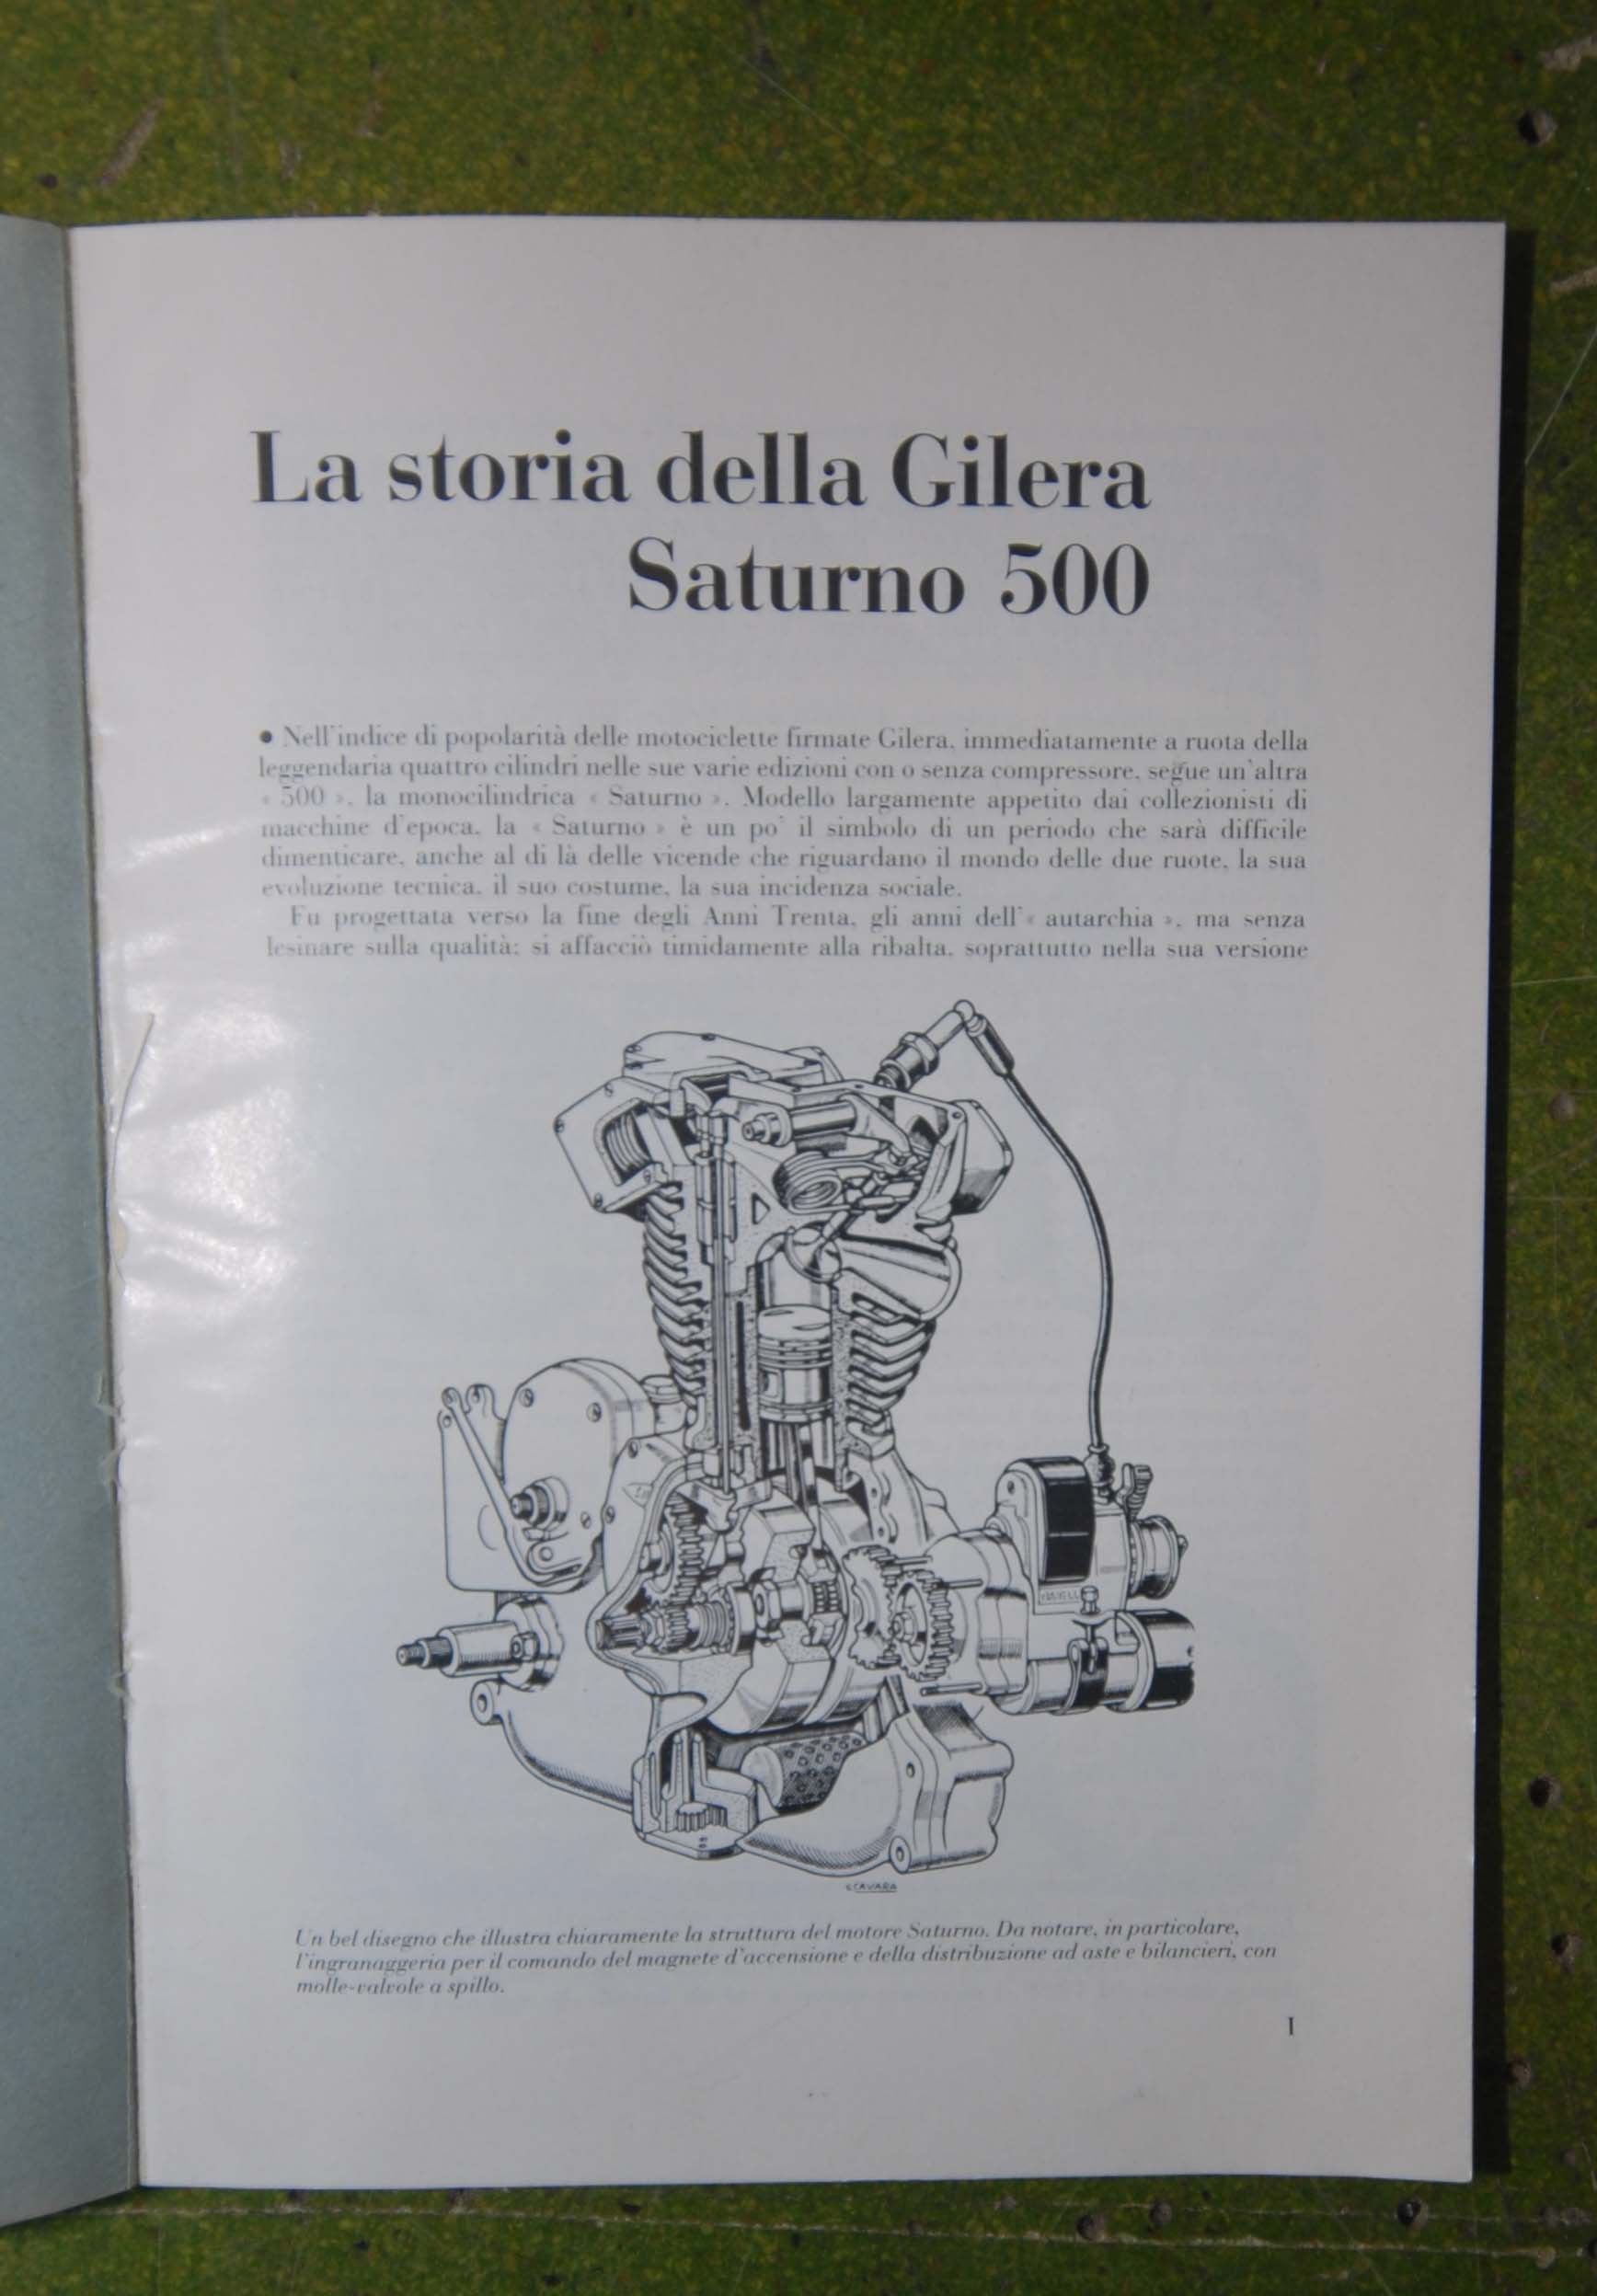 La storia della Gilera
Saturno 500
● Nell'indice di popolarità delle motociclette firmate Gilera, immediatamente a ruota della
leggendaria quattro cilindri nelle sue varie edizioni con o senza compressore, segue un'altra
« 500 », la monocilindrica « Saturno ». Modello largamente appetito dai collezionisti di
macchine d'epoca, la « Saturno » è un po' il simbolo di un periodo che sarà difficile
dimenticare, anche al di là delle vicende che riguardano il mondo delle due ruote, la sua
evoluzione tecnica, il suo costume, la sua incidenza sociale.
Fu progettata verso la fine degli Anni Trenta, gli anni dell'« autarchia », ma senza
lesinare sulla qualità; si affacciò timidamente alla ribalta, soprattutto nella sua versione
Un bel disegno che illustra chiaramente la struttura del motore Saturno. Da notare, in particolare,
l'ingranaggeria per il comando del magnete d'accensione e della distribuzione ad aste e bilancieri, con
molle-valvole a spillo.
I